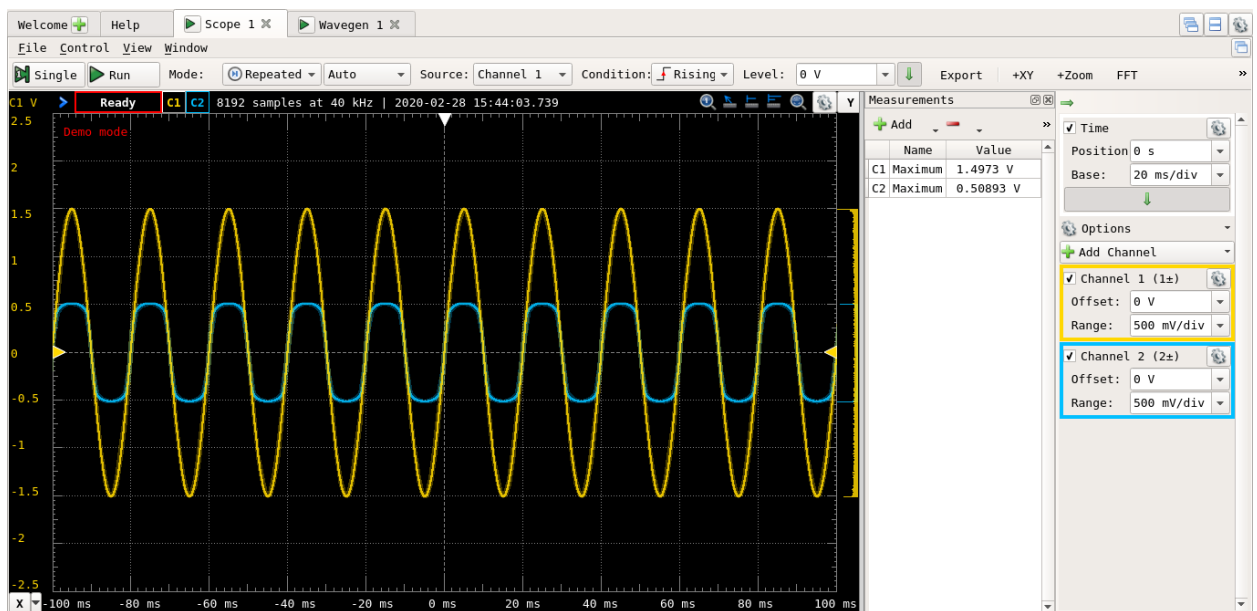 Welcome Help Scope 1 Wavegen 1
File Control View Window
Single Run Mode: Repeated Auto Source: Channel 1 Condition: Rising Level: 0 V Export +XY +Zoom FFT »
C1 V Ready C1 C2 8192 samples at 40 kHz | 2020-02-28 15:44:03.739 Y
Demo mode
2.5
2
1.5
1
0.5
0
-0.5
-1
-1.5
-2
-2.5
X -100 ms -80 ms -60 ms -40 ms -20 ms 0 ms 20 ms 40 ms 60 ms 80 ms 100 ms
Measurements
Add »
Name Value
C1 Maximum 1.4973 V
C2 Maximum 0.50893 V
Time
Position 0 s
Base: 20 ms/div
Options
Add Channel
Channel 1 (1±)
Offset: 0 V
Range: 500 mV/div
Channel 2 (2±)
Offset: 0 V
Range: 500 mV/div